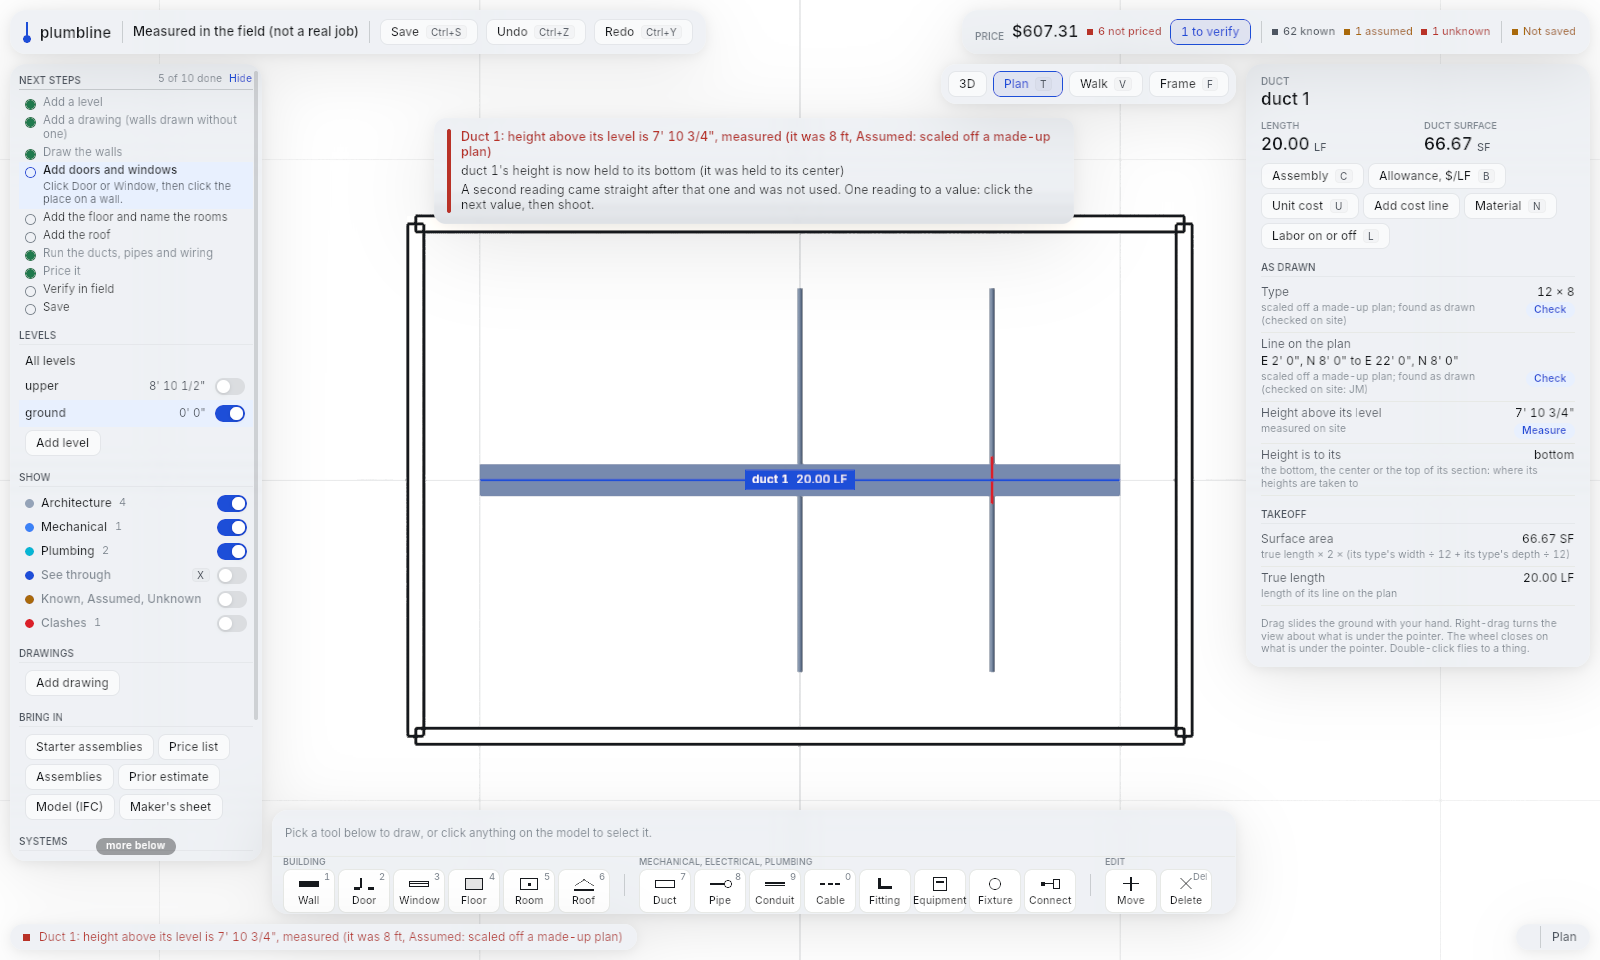 plumbline
Measured in the field (not a real job)
Save Ctrl+S
Undo Ctrl+Z
Redo Ctrl+Y
PRICE $607.31 6 not priced 1 to verify 62 known 1 assumed 1 unknown Not saved
NEXT STEPS 5 of 10 done Hide
Add a level
Add a drawing (walls drawn without
one)
Draw the walls
Add doors and windows
Click Door or Window, then click the
place on a wall.
Add the floor and name the rooms
Add the roof
Run the ducts, pipes and wiring
Price it
Verify in field
Save
LEVELS
All levels
upper 8' 10 1/2"
ground 0' 0"
Add level
SHOW
Architecture 4
Mechanical 1
Plumbing 2
See through X
Known, Assumed, Unknown
Clashes 1
DRAWINGS
Add drawing
BRING IN
Starter assemblies Price list
Assemblies Prior estimate
Model (IFC) Maker's sheet
SYSTEMS
more below
3D Plan T Walk V Frame F
Duct 1: height above its level is 7' 10 3/4", measured (it was 8 ft, Assumed: scaled off a made-up
plan)
duct 1's height is now held to its bottom (it was held to its center)
A second reading came straight after that one and was not used. One reading to a value: click the
next value, then shoot.
duct 1 20.00 LF
DUCT
duct 1
LENGTH DUCT SURFACE
20.00 LF 66.67 SF
Assembly C Allowance, $/LF B
Unit cost U Add cost line Material N
Labor on or off L
AS DRAWN
Type 12 × 8
scaled off a made-up plan; found as drawn
(checked on site)
Check
Line on the plan
E 2' 0", N 8' 0" to E 22' 0", N 8' 0"
scaled off a made-up plan; found as drawn
(checked on site: JM)
Check
Height above its level 7' 10 3/4"
measured on site Measure
Height is to its bottom
the bottom, the center or the top of its section: where its
heights are taken to
TAKEOFF
Surface area 66.67 SF
true length × 2 × (its type's width ÷ 12 + its type's depth ÷ 12)
True length 20.00 LF
length of its line on the plan
Drag slides the ground with your hand. Right-drag turns the
view about what is under the pointer. The wheel closes on
what is under the pointer. Double-click flies to a thing.
Pick a tool below to draw, or click anything on the model to select it.
BUILDING MECHANICAL, ELECTRICAL, PLUMBING EDIT
1 2 3 4 5 6 7 8 9 0 Del
Wall Door Window Floor Room Roof Duct Pipe Conduit Cable Fitting Equipment Fixture Connect Move Delete
Duct 1: height above its level is 7' 10 3/4", measured (it was 8 ft, Assumed: scaled off a made-up plan)
Plan